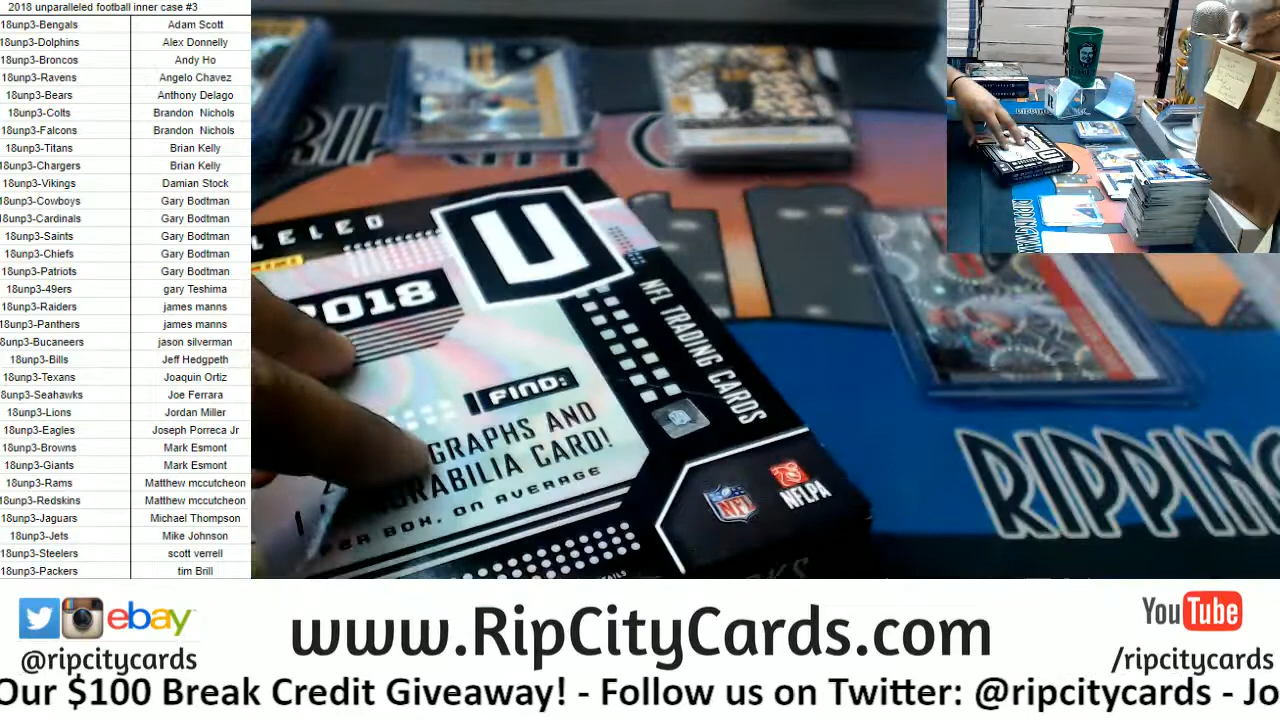 2018 unparalleled football inner case #3
18unp3-Bengals Adam Scott
18unp3-Dolphins Alex Donnelly
18unp3-Broncos Andy Ho
18unp3-Ravens Angelo Chavez
18unp3-Bears Anthony Delago
18unp3-Colts Brandon Nichols
18unp3-Falcons Brandon Nichols
18unp3-Titans Brian Kelly
18unp3-Chargers Brian Kelly
18unp3-Vikings Damian Stock
18unp3-Cowboys Gary Bodtman
18unp3-Cardinals Gary Bodtman
18unp3-Saints Gary Bodtman
18unp3-Chiefs Gary Bodtman
18unp3-Patriots Gary Bodtman
18unp3-49ers gary Teshima
18unp3-Raiders james manns
18unp3-Panthers james manns
18unp3-Bucaneers jason silverman
18unp3-Bills Jeff Hedgpeth
18unp3-Texans Joaquin Ortiz
18unp3-Seahawks Joe Ferrara
18unp3-Lions Jordan Miller
18unp3-Eagles Joseph Porreca Jr
18unp3-Browns Mark Esmont
18unp3-Giants Mark Esmont
18unp3-Rams Matthew mccutcheon
18unp3-Redskins Matthew mccutcheon
18unp3-Jaguars Michael Thompson
18unp3-Jets Mike Johnson
18unp3-Steelers scott verrell
18unp3-Packers tim Brill
U
2018
NFL TRADING CARDS
FIND:
GRAPHS AND
MEMORABILIA CARD!
PER BOX, ON AVERAGE
NFL
NFLPA
RIP CITY
RIPPING
ebay
@ripcitycards
www.RipCityCards.com
YouTube
/ripcitycards
Our $100 Break Credit Giveaway! - Follow us on Twitter: @ripcitycards - Jo